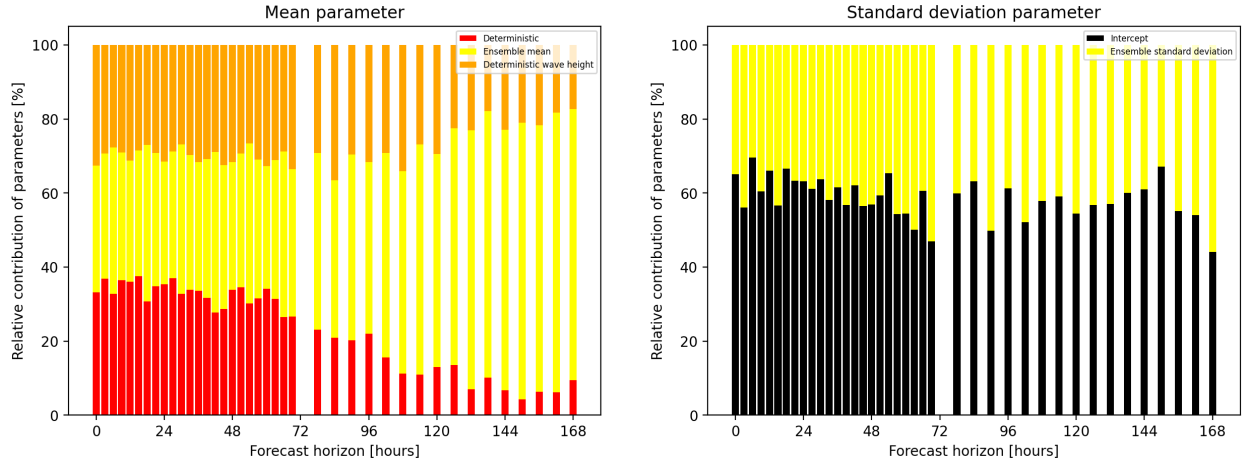 Mean parameter
Relative contribution of parameters [%]
100
80
60
40
20
0
Deterministic
Ensemble mean
Deterministic wave height
0 24 48 72 96 120 144 168
Forecast horizon [hours]
Standard deviation parameter
Relative contribution of parameters [%]
100
80
60
40
20
0
Intercept
Ensemble standard deviation
0 24 48 72 96 120 144 168
Forecast horizon [hours]